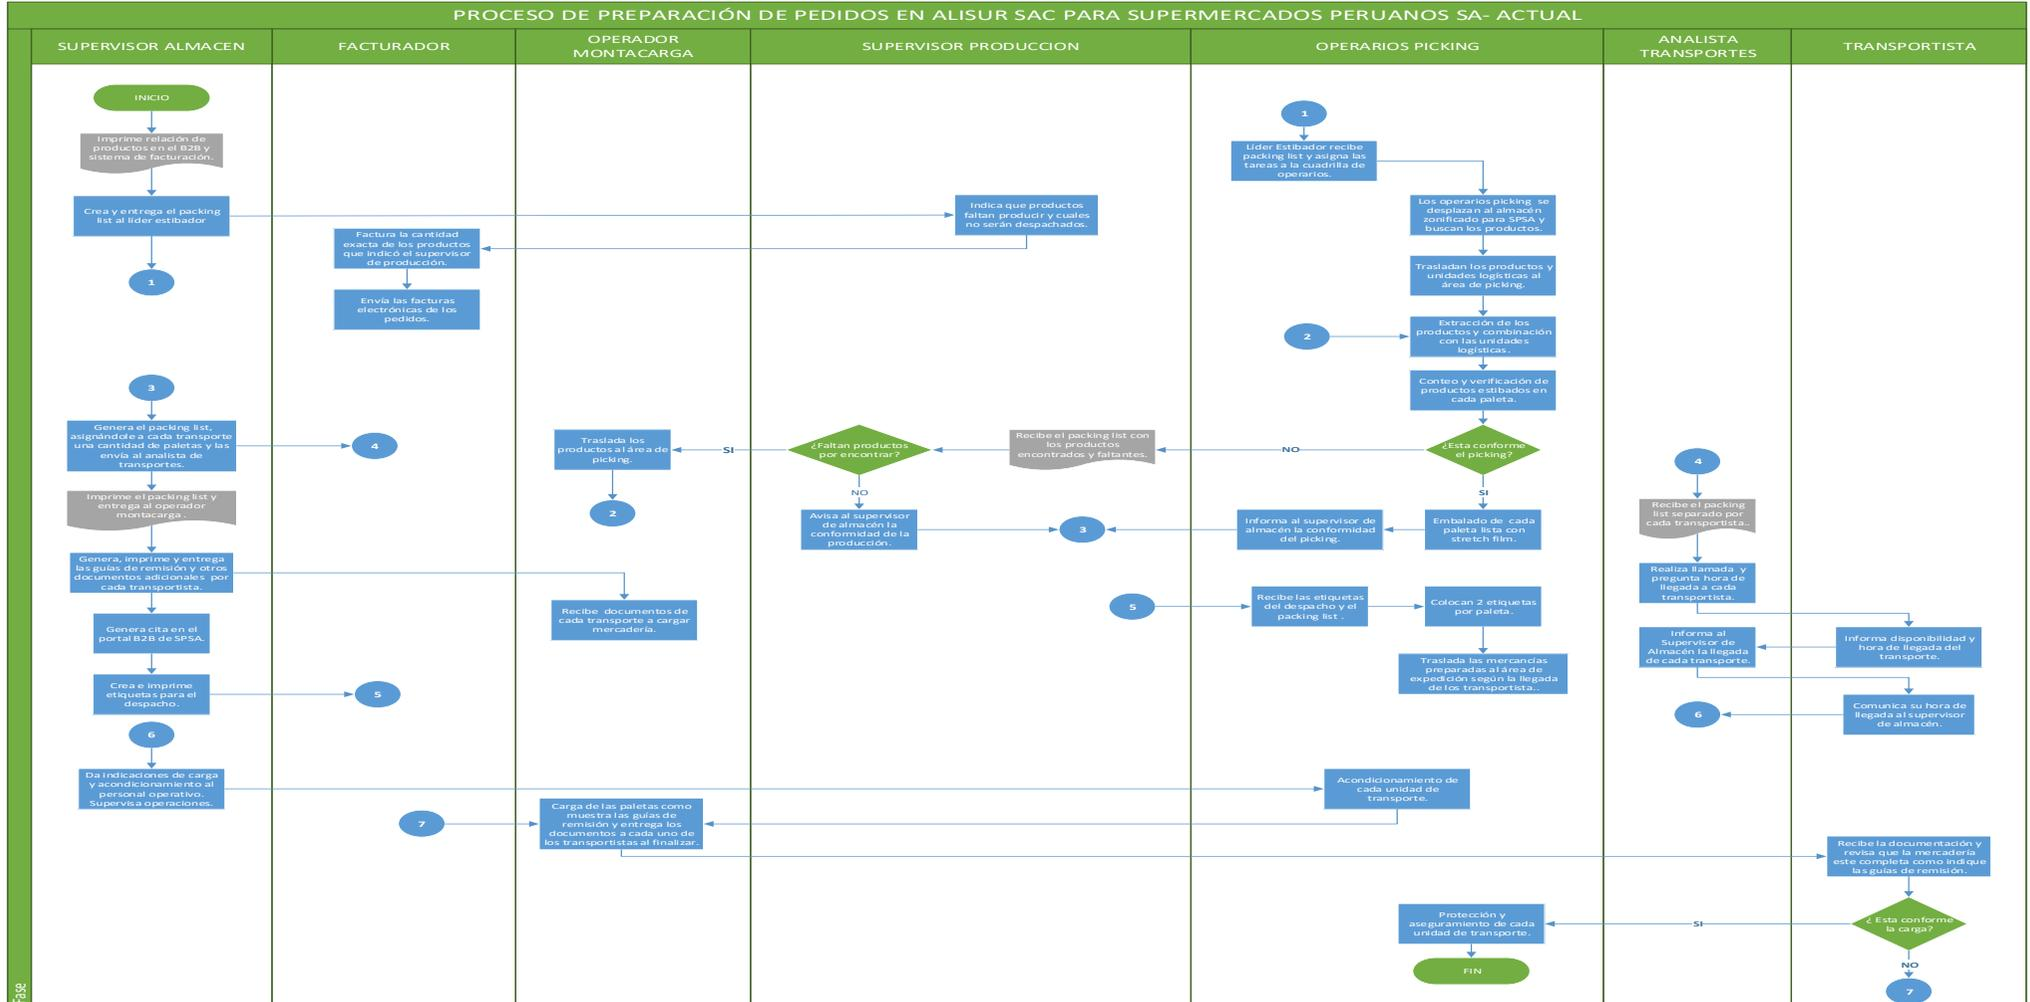 PROCESO DE PREPARACIÓN DE PEDIDOS EN ALISUR SAC PARA SUPERMERCADOS PERUANOS SA- ACTUAL
SUPERVISOR ALMACEN
FACTURADOR
OPERADOR
MONTACARGA
SUPERVISOR PRODUCCION
OPERARIOS PICKING
ANALISTA
TRANSPORTES
TRANSPORTISTA
INICIO
Imprime relación de
productos en el B2B y
sistema de facturación.
Crea y entrega el packing
list al líder estibador
1
Indica que productos
faltan producir y cuales
no serán despachados.
Factura la cantidad
exacta de los productos
que indicó el supervisor
de producción.
Envía las facturas
electrónicas de los
pedidos.
1
Líder Estibador recibe
packing list y asigna las
tareas a la cuadrilla de
operarios.
Los operarios picking se
desplazan al almacén
zonificado para SPSA y
buscan los productos.
Trasladan los productos y
unidades logísticas al
área de picking.
2
Extracción de los
productos y combinación
con las unidades
logísticas.
Conteo y verificación de
productos estibados en
cada paleta.
¿Esta conforme
el picking?
NO
SI
Recibe el packing list con
los productos
encontrados y faltantes.
¿Faltan productos
por encontrar?
SI
NO
Traslada los
productos al área de
picking.
2
Avisa al supervisor
de almacén la
conformidad de la
producción.
3
Informa al supervisor de
almacén la conformidad
del picking.
Embalado de cada
paleta lista con
stretch film.
3
Genera el packing list,
asignándole a cada transporte
una cantidad de paletas y las
envía al analista de
transportes.
4
Imprime el packing list y
entrega al operador
montacarga .
Genera, imprime y entrega
las guías de remisión y otros
documentos adicionales por
cada transportista.
Recibe documentos de
cada transporte a cargar
mercadería.
Genera cita en el
portal B2B de SPSA.
Crea e imprime
etiquetas para el
despacho.
5
5
Recibe las etiquetas
del despacho y el
packing list .
Colocan 2 etiquetas
por paleta.
Traslada las mercancías
preparadas al área de
expedición según la llegada
de los transportista..
4
Recibe el packing
list separado por
cada transportista..
Realiza llamada y
pregunta hora de
llegada a cada
transportista.
Informa disponibilidad y
hora de llegada del
transporte.
Informa al
Supervisor de
Almacén la llegada
de cada transporte.
Comunica su hora de
llegada al supervisor
de almacén.
6
6
Da indicaciones de carga
y acondicionamiento al
personal operativo.
Supervisa operaciones.
Acondicionamiento de
cada unidad de
transporte.
7
Carga de las paletas como
muestra las guías de
remisión y entrega los
documentos a cada uno de
los transportistas al finalizar.
Recibe la documentación y
revisa que la mercadería
este completa como indique
las guías de remisión.
¿ Esta conforme
la carga?
SI
NO
7
Protección y
aseguramiento de cada
unidad de transporte.
FIN
Fase